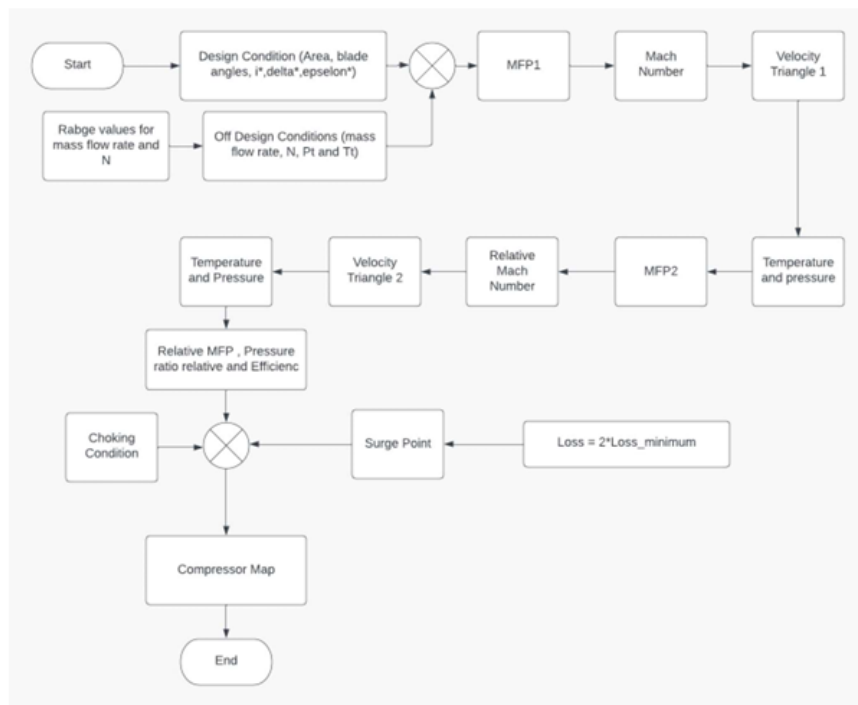 Start
Design Condition (Area, blade
angles, i*,delta*,epselon*)
MFP1
Mach
Number
Velocity
Triangle 1
Rabge values for
mass flow rate and
N
Off Design Conditions (mass
flow rate, N, Pt and Tt)
Temperature
and Pressure
Velocity
Triangle 2
Relative
Mach
Number
MFP2
Temperature
and pressure
Relative MFP , Pressure
ratio relative and Efficienc
Choking
Condition
Surge Point
Loss = 2*Loss_minimum
Compressor Map
End